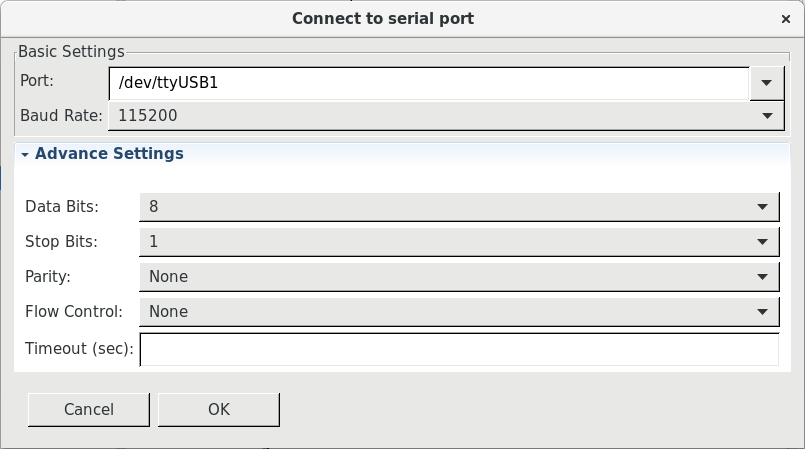 Connect to serial port ×
Basic Settings
Port: /dev/ttyUSB1
Baud Rate: 115200
Advance Settings
Data Bits: 8
Stop Bits: 1
Parity: None
Flow Control: None
Timeout (sec):
Cancel OK